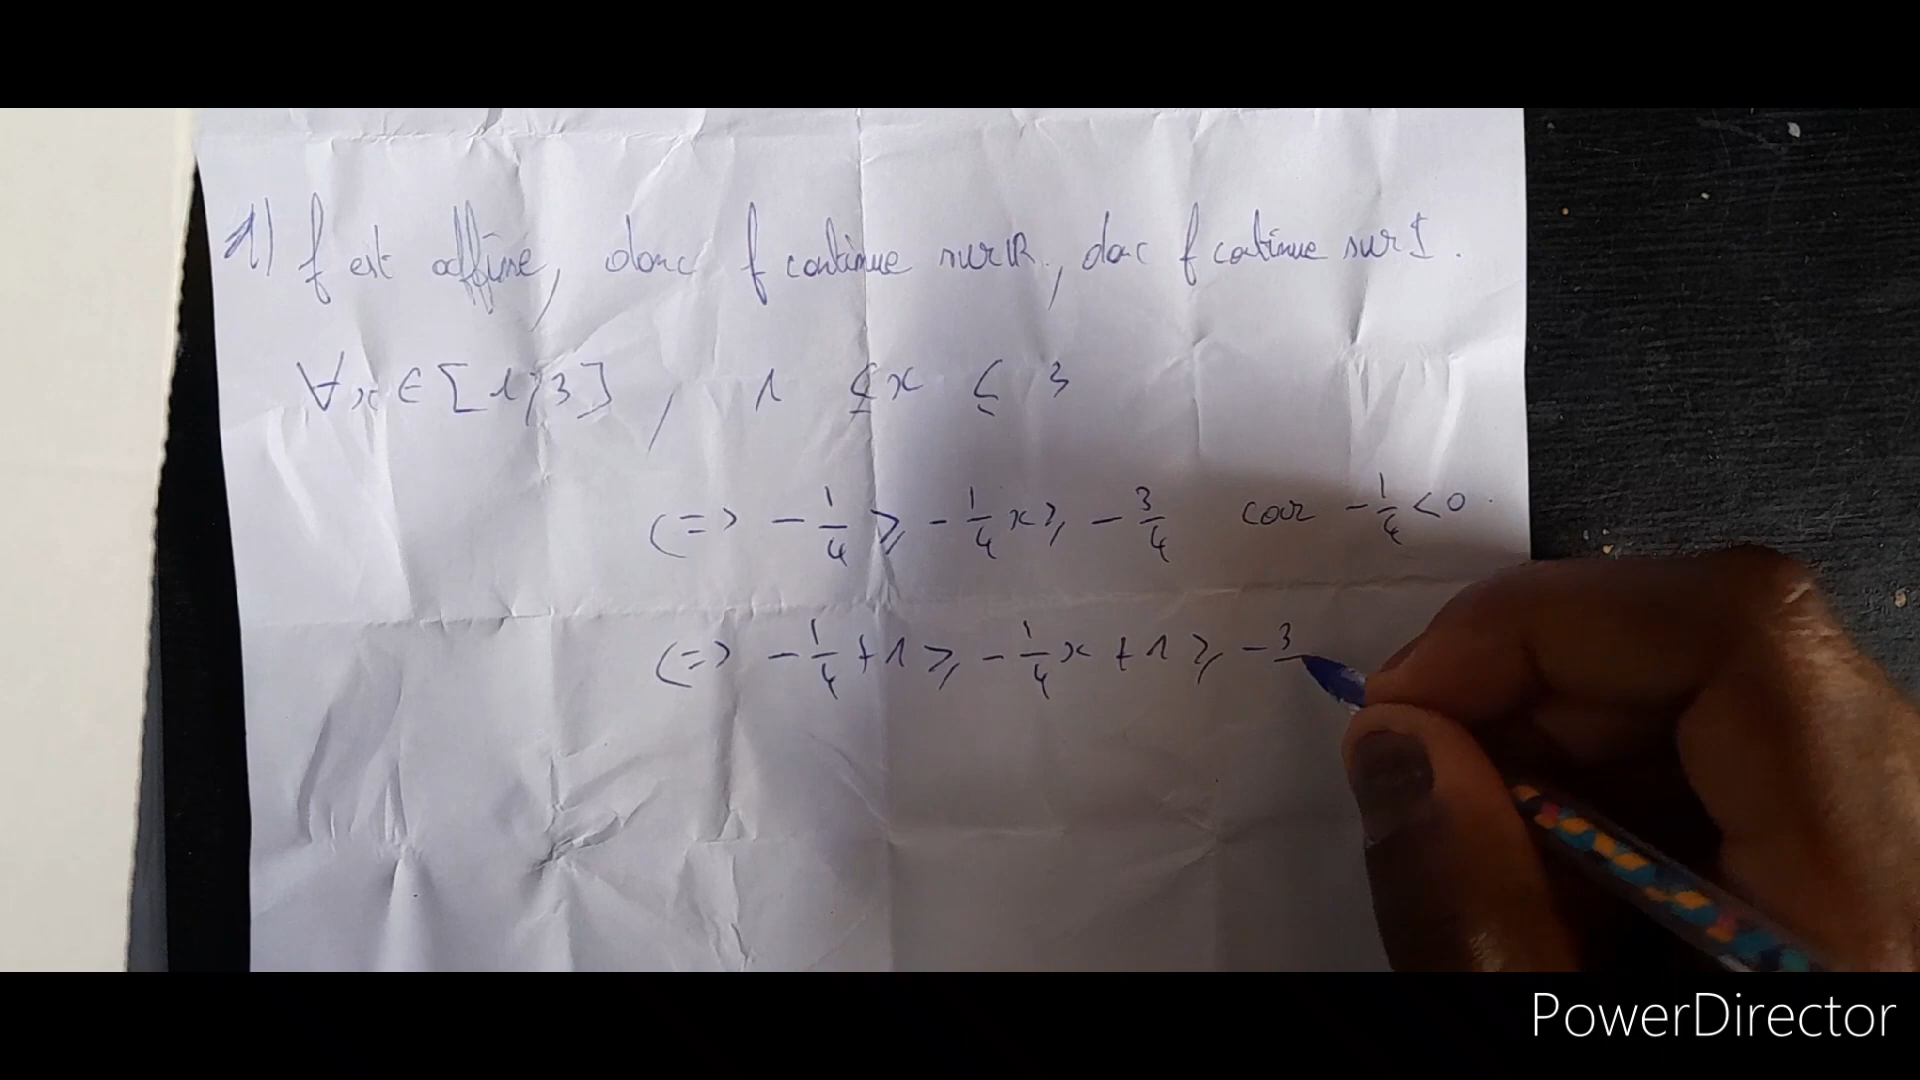 1) f est affine, donc f continue sur ℝ, donc f continue sur I.
∀x ∈ [1;3], 1 ≤ x ≤ 3
<=> -1/4 ≥ -1/4 x ≥ -3/4 car -1/4 < 0.
<=> -1/4 + 1 ≥ -1/4 x + 1 ≥ -3
PowerDirector